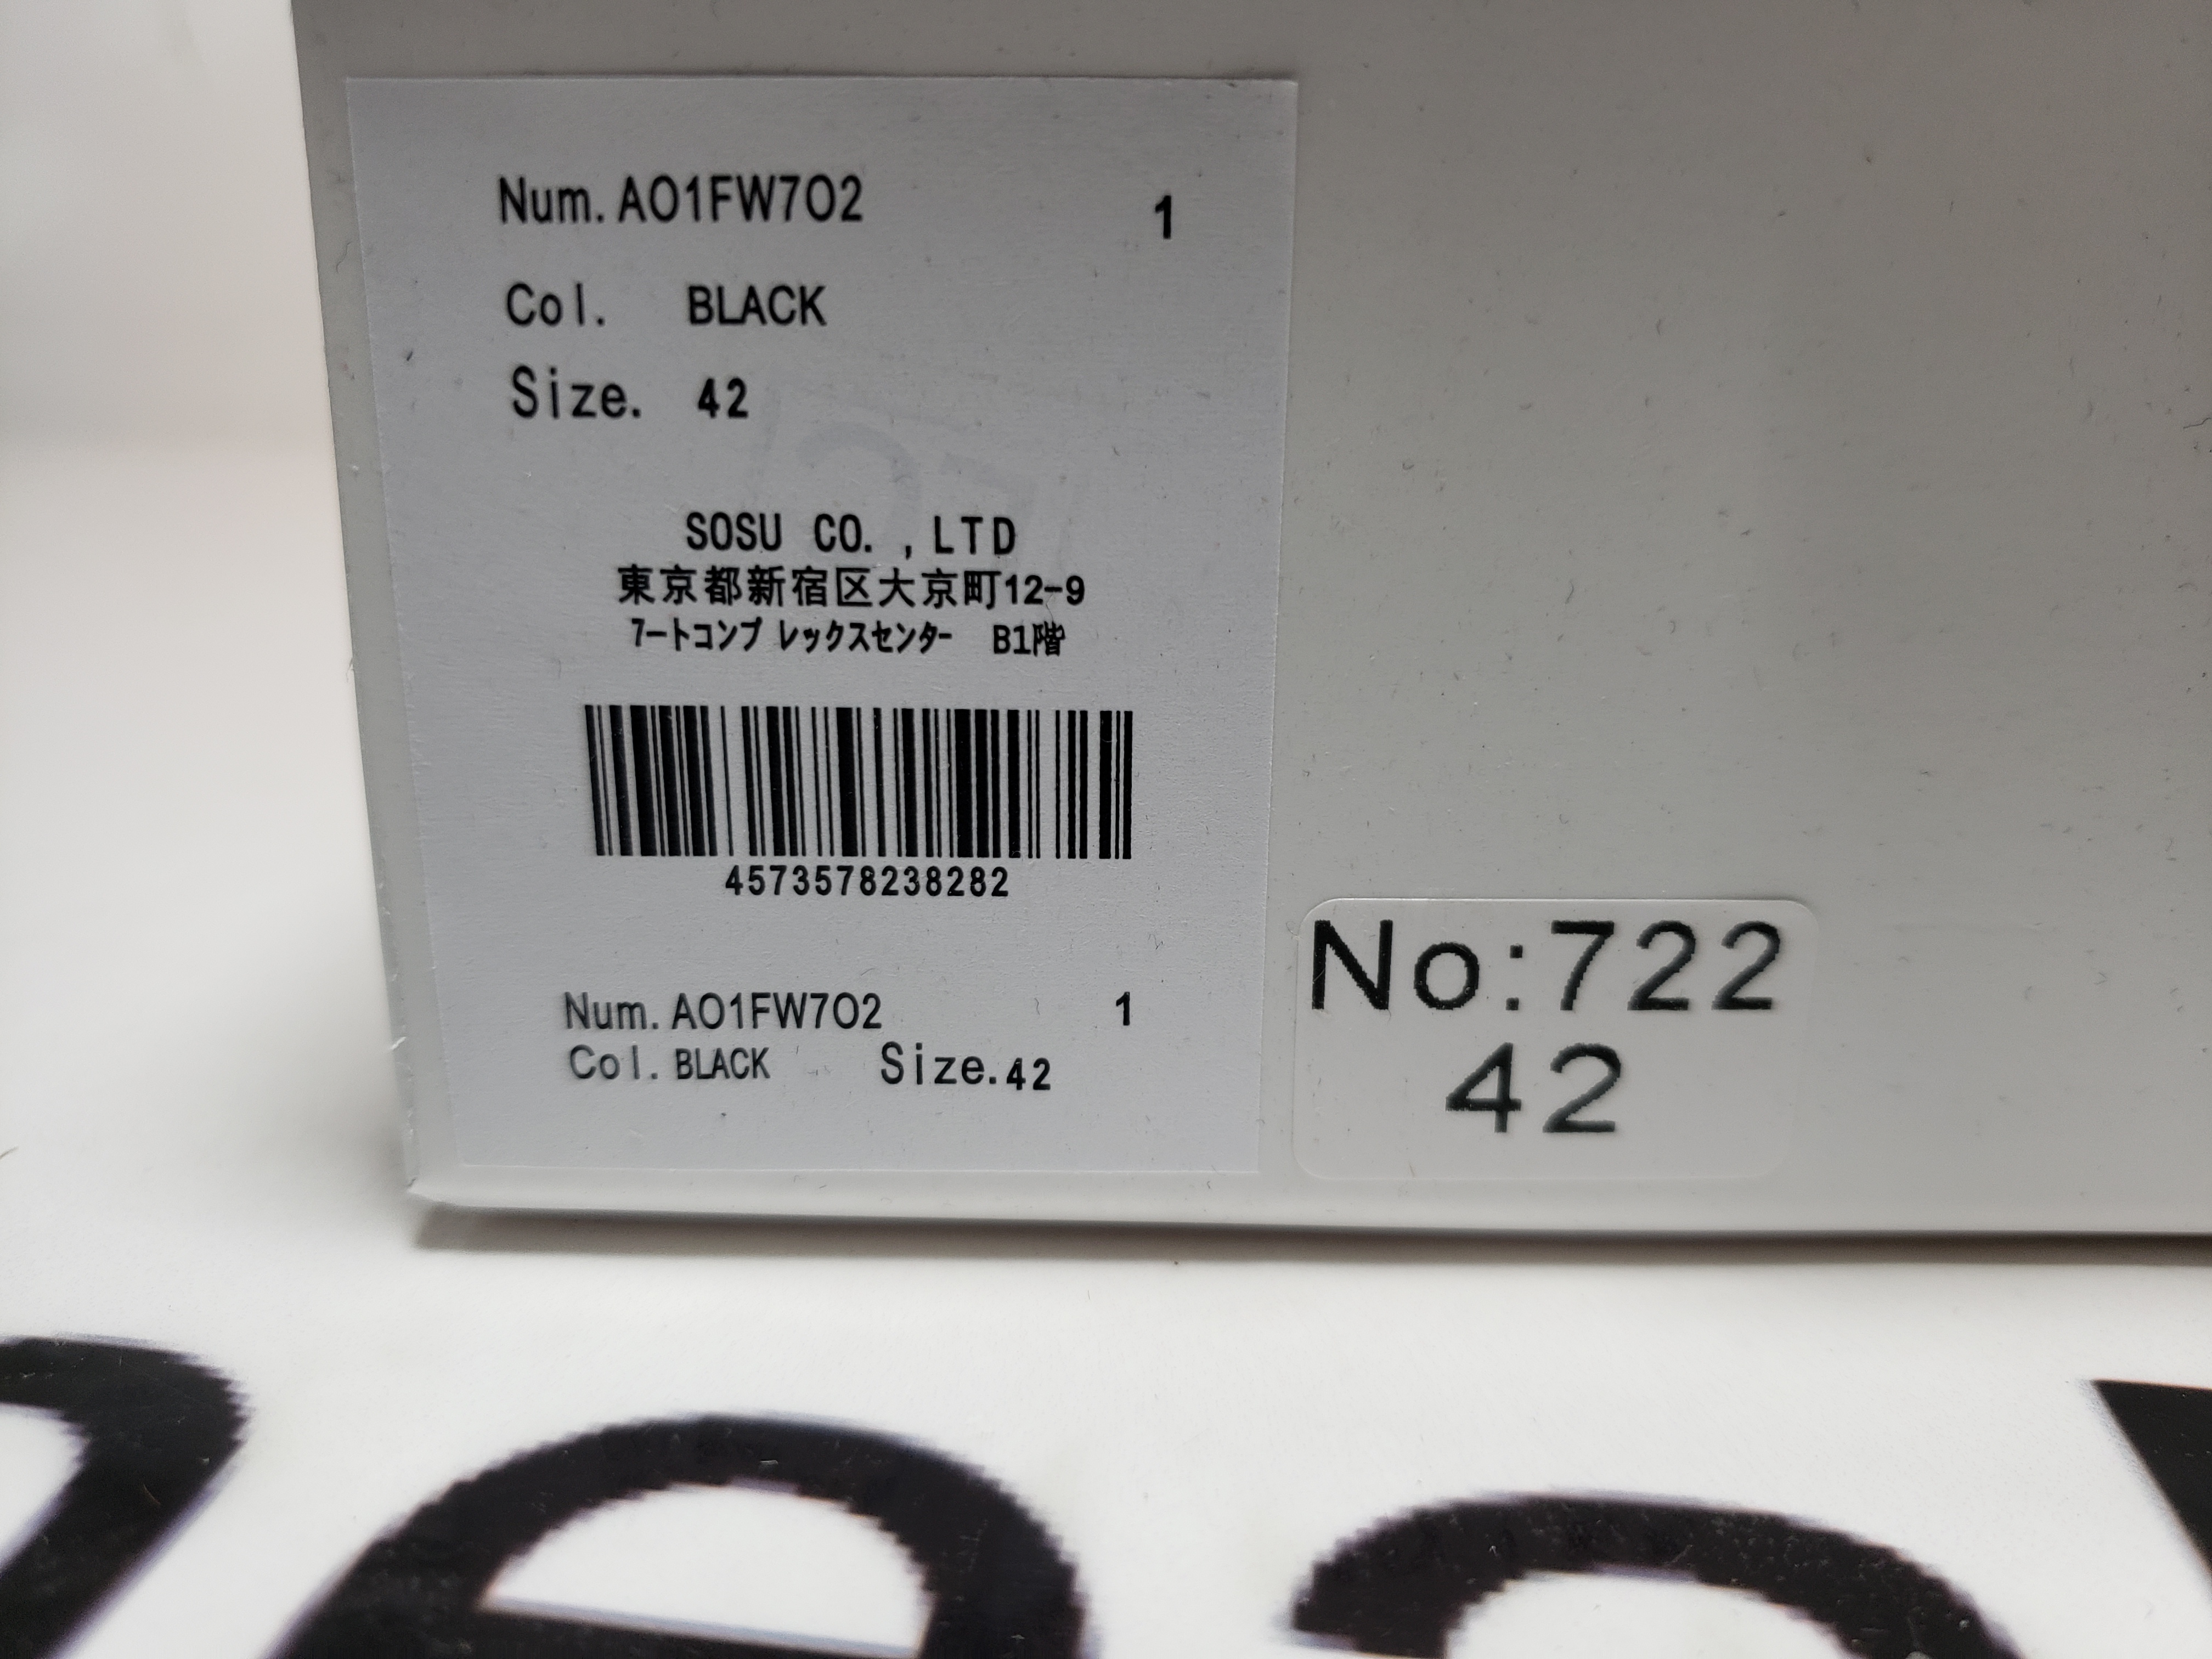 Num. AO1FW7O2 1
Col. BLACK
Size. 42
SOSU CO. ,LTD
東京都新宿区大京町12-9
ｱｰﾄｺﾝﾌﾟﾚｯｸｽｾﾝﾀｰ B1階
4573578238282
Num. AO1FW7O2 1
Col. BLACK Size. 42
No:722
42